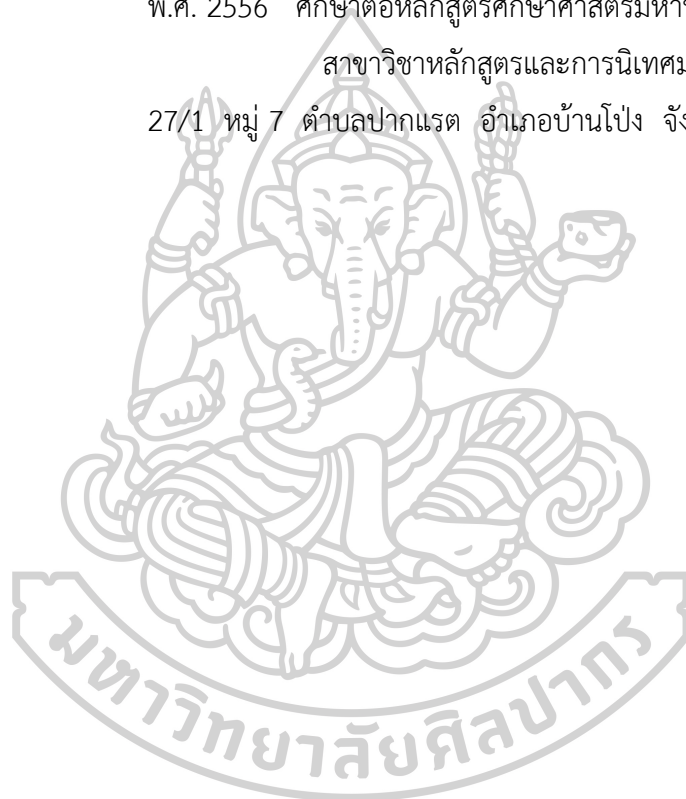 พ.ศ. 2556 ศึกษาต่อหลักสูตรศึกษาศาสตรมหา
สาขาวิชาหลักสูตรและการนิเทศ
27/1 หมู่ 7 ตำบลปากแรต อำเภอบ้านโป่ง
มหาวิทยาลัยศิลปากร